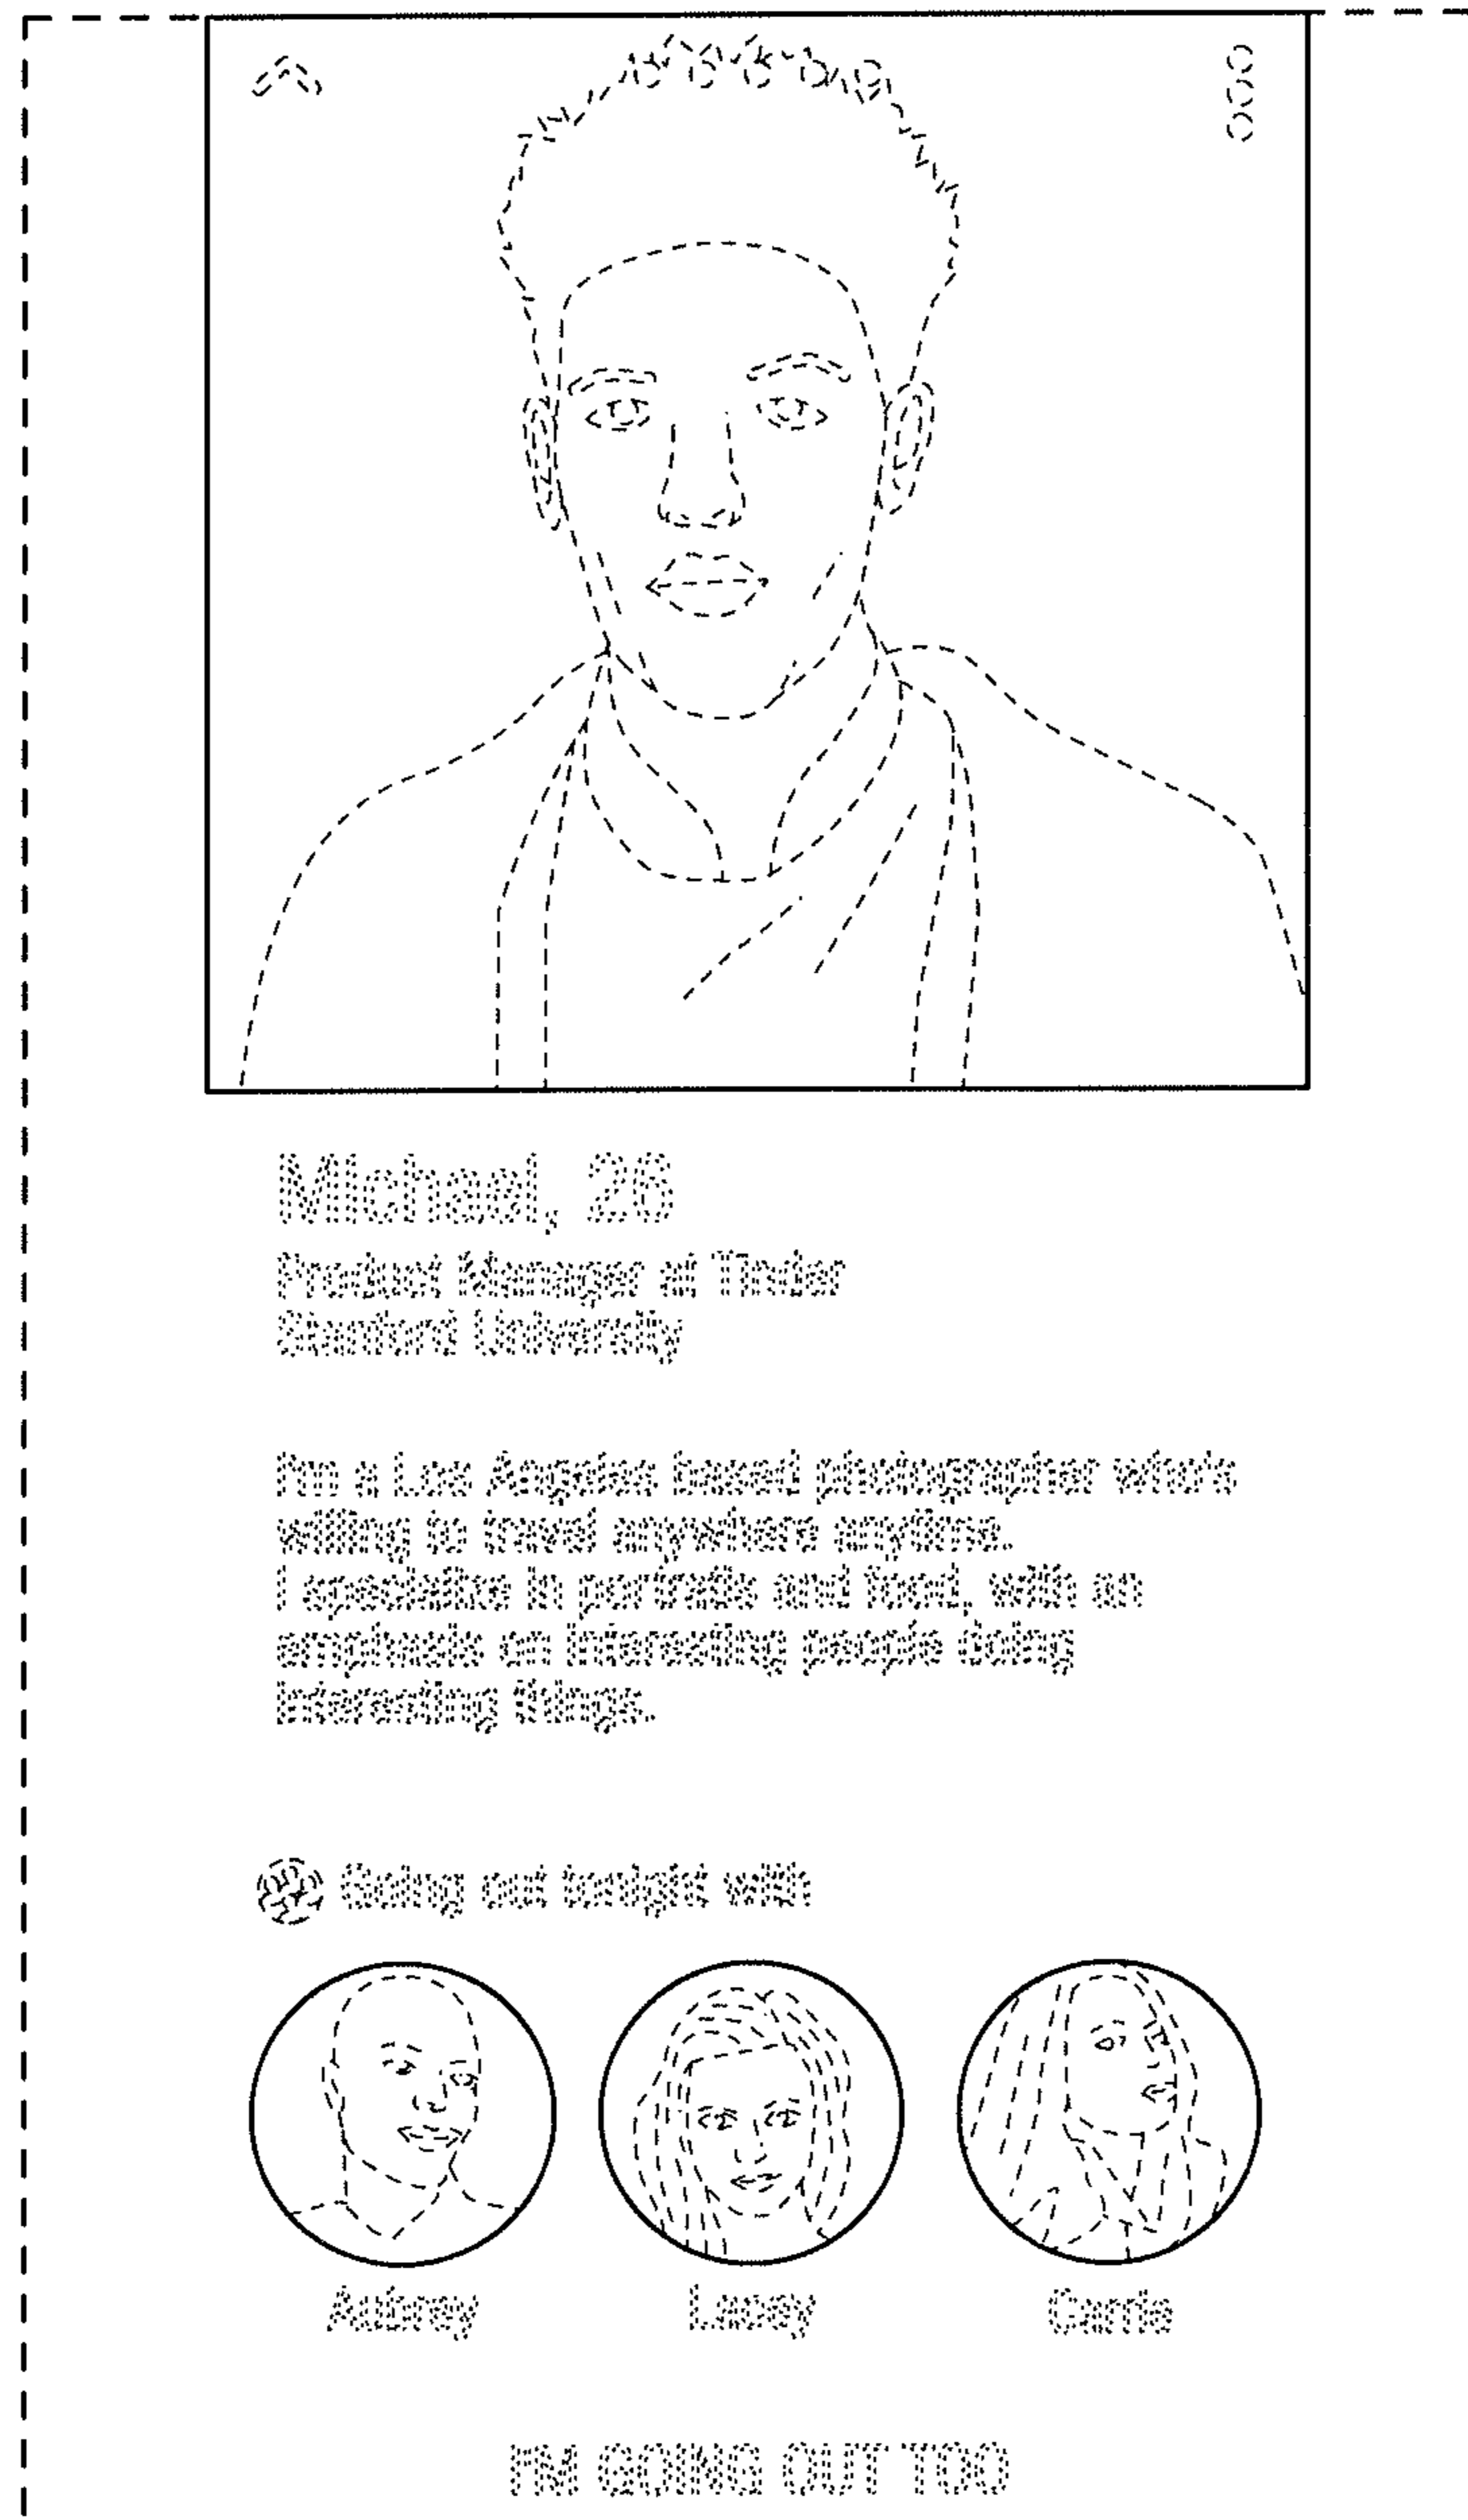 Michael, 26
Product Manager at Tinder
Stanford University
I'm a Los Angeles based photographer who's
willing to travel anywhere anytime.
I specialize in portraits and food, with an
emphasis on interesting people doing
interesting things.
Going out tonight with
Aubrey
Lacey
Carrie
I'M GOING OUT TOO